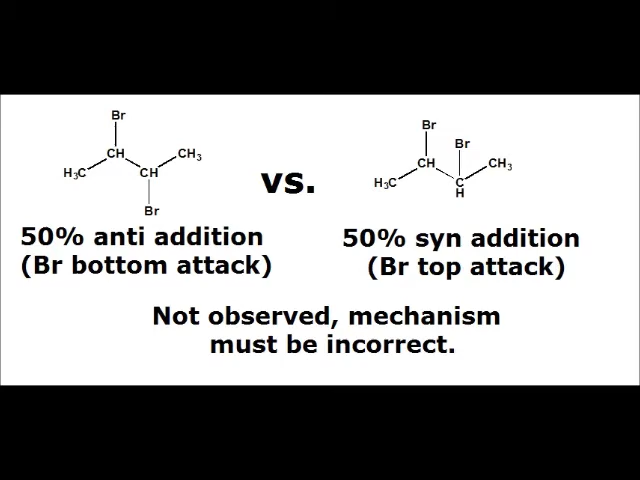 Br
CH
CH3
H3C
CH
Br
vs.
Br
Br
CH
CH3
H3C
C
H
50% anti addition
(Br bottom attack)
50% syn addition
(Br top attack)
Not observed, mechanism
must be incorrect.